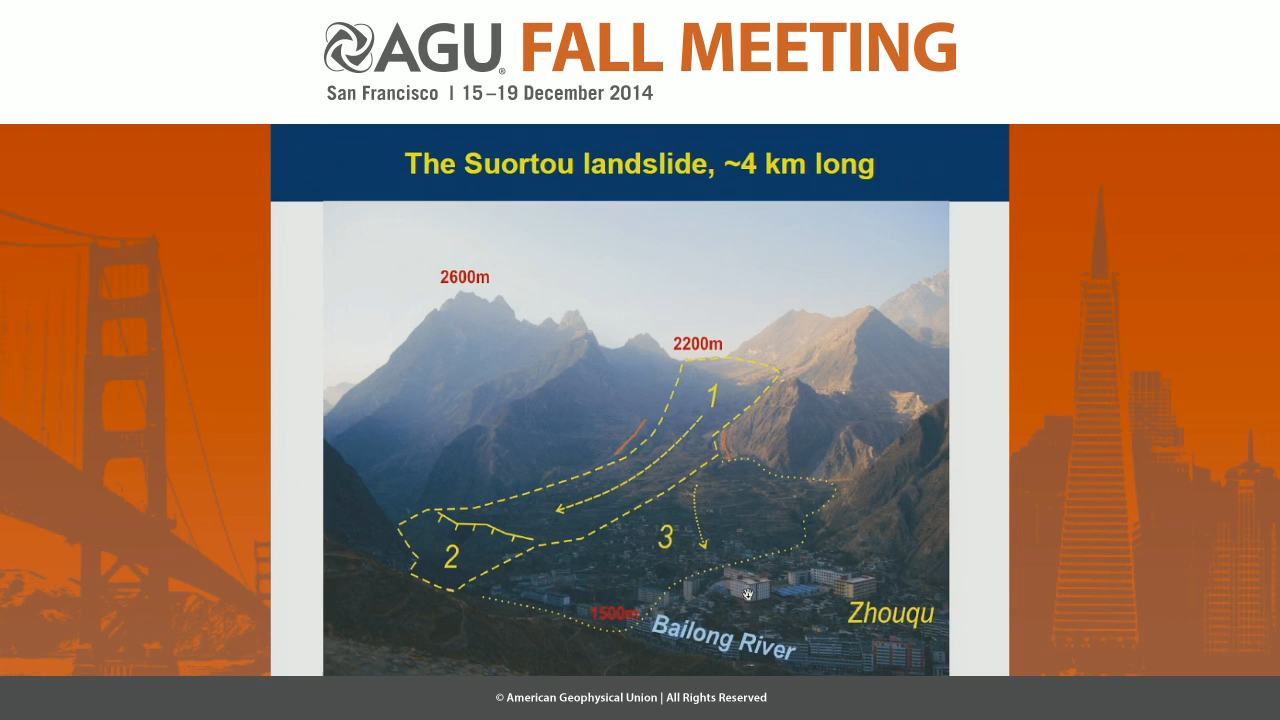 AGU® FALL MEETING
San Francisco | 15–19 December 2014
The Suortou landslide, ~4 km long
2600m
2200m
1
3
2
1500m
Zhouqu
Bailong River
© American Geophysical Union | All Rights Reserved